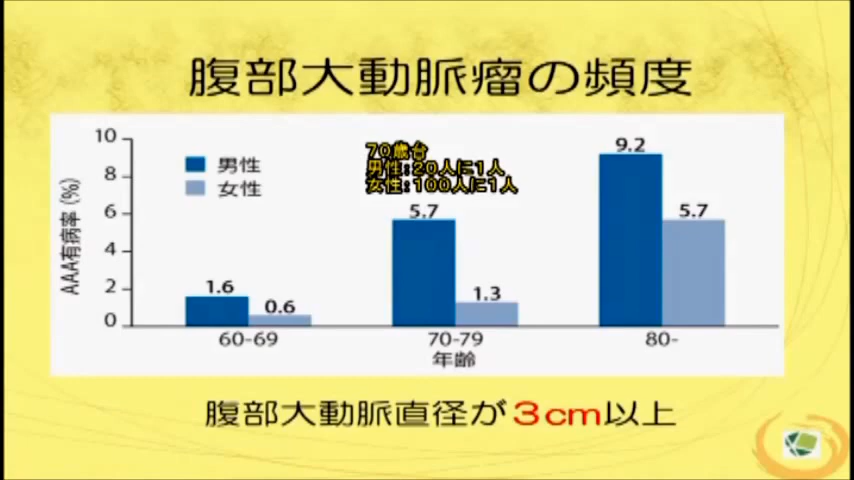 腹部大動脈瘤の頻度
AAA有病率(%)
10
8
6
4
2
0
男性
女性
70歳台
男性：20人に1人
女性：100人に1人
1.6
0.6
5.7
1.3
9.2
5.7
60-69
70-79
80-
年齢
腹部大動脈直径が3cm以上